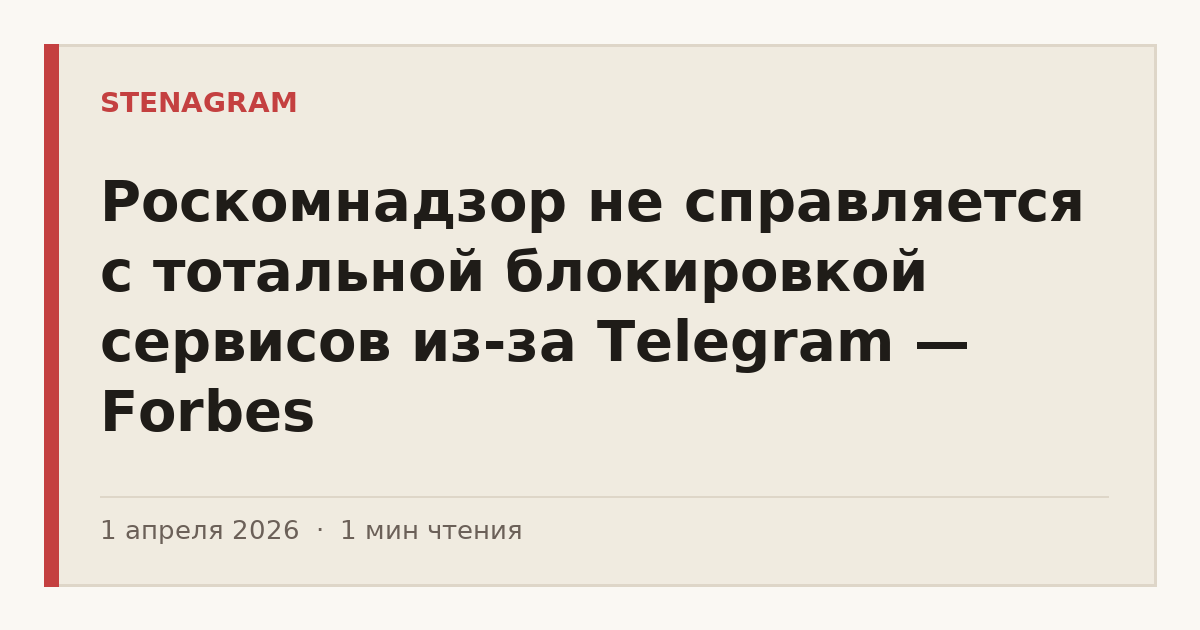 STENAGRAM
Роскомнадзор не справляется
с тотальной блокировкой
сервисов из-за Telegram —
Forbes
1 апреля 2026 · 1 мин чтения